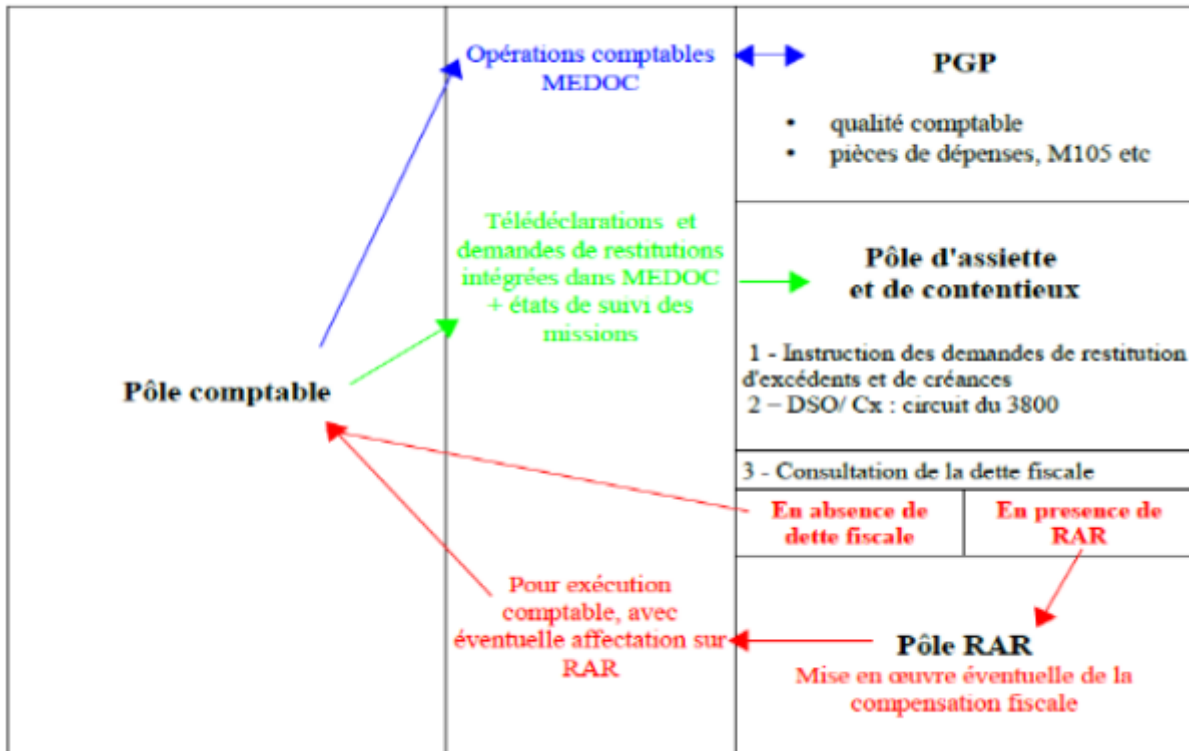 Opérations comptables
MEDOC
PGP
• qualité comptable
• pièces de dépenses, M105 etc
Télédéclarations et
demandes de restitutions
intégrées dans MEDOC
+ états de suivi des
missions
Pôle d'assiette
et de contentieux
1 - Instruction des demandes de restitution
d'excédents et de créances
2 – DSO/ Cx : circuit du 3800
Pôle comptable
3 - Consultation de la dette fiscale
En absence de
dette fiscale
En presence de
RAR
Pour exécution
comptable, avec
éventuelle affectation sur
RAR
Pôle RAR
Mise en œuvre éventuelle de la
compensation fiscale